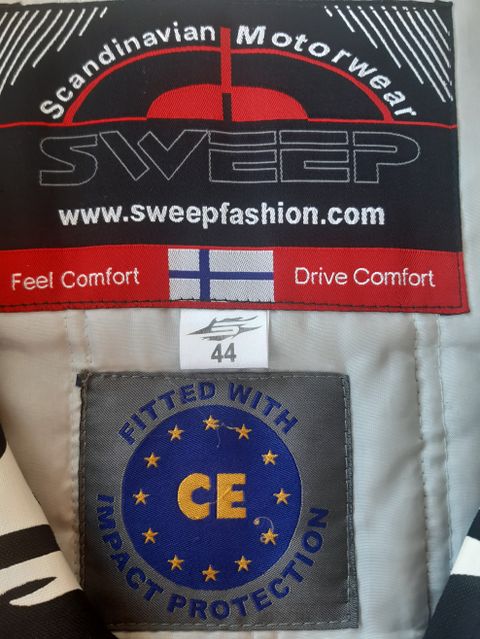 Scandinavian Motorwear
SWEEP
www.sweepfashion.com
Feel Comfort Drive Comfort
S
44
FITTED WITH
CE
IMPACT PROTECTION